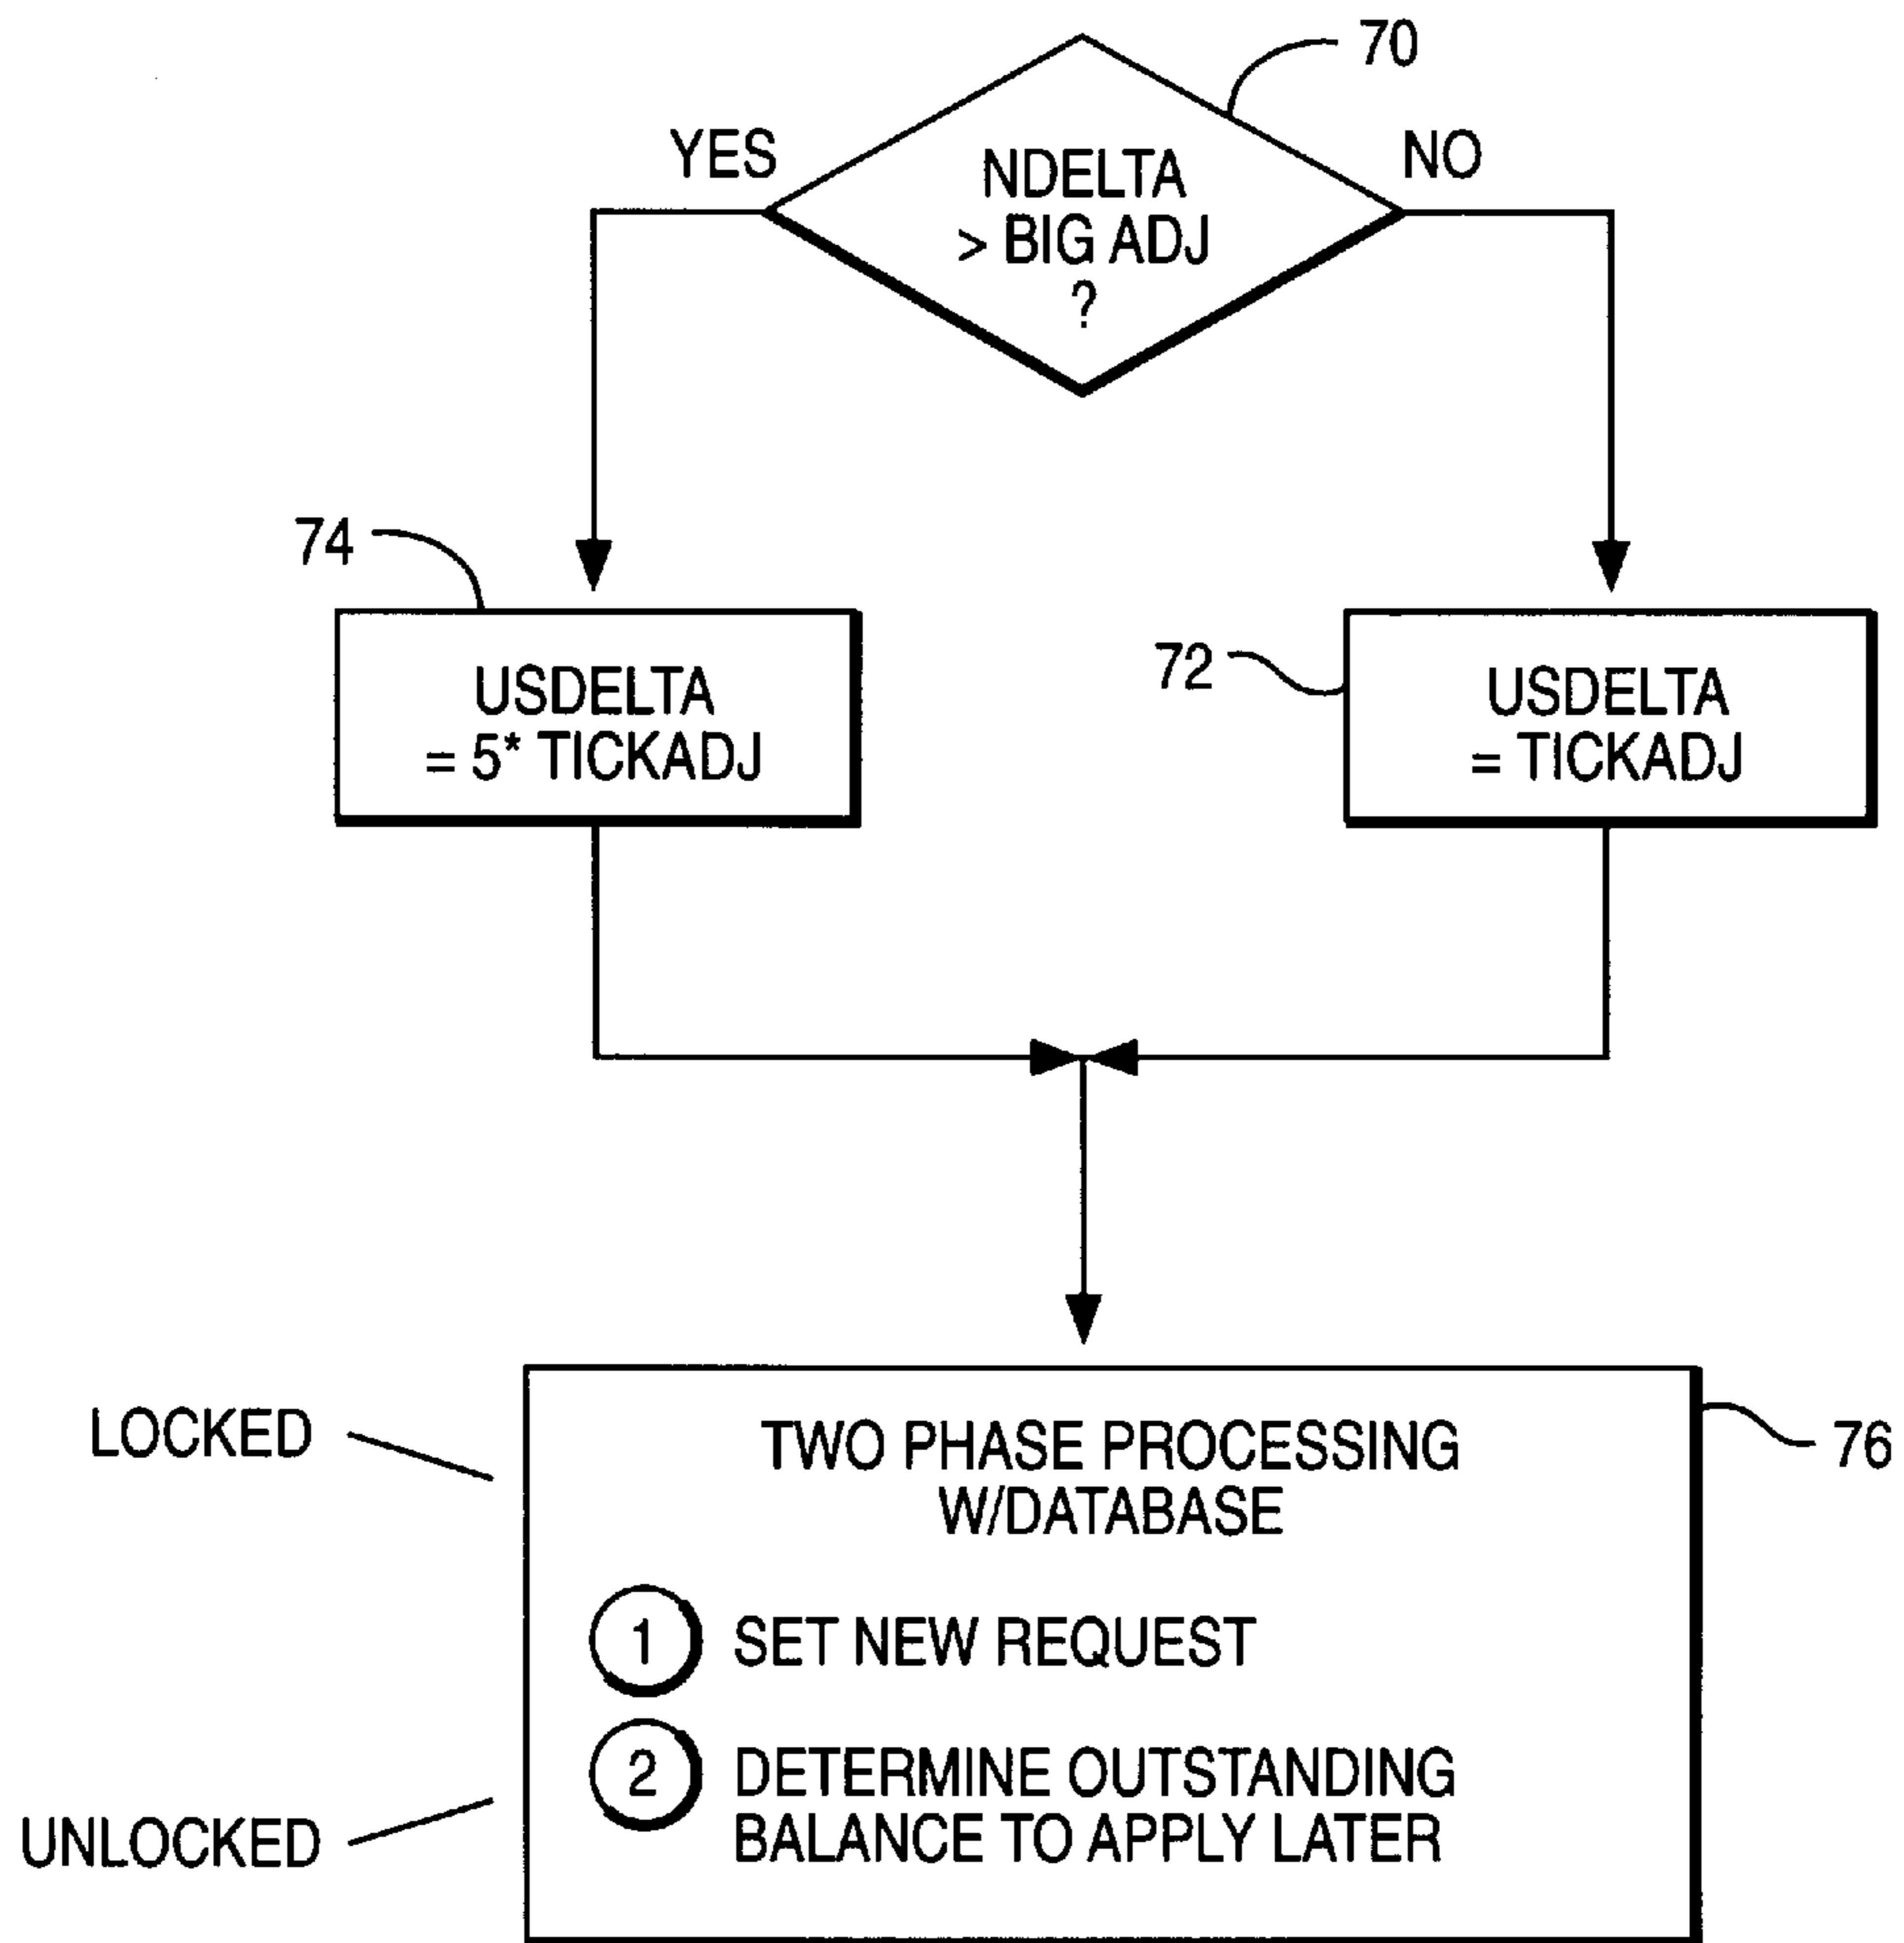 70
YES
NO
NDELTA
> BIG ADJ
?
74
USDELTA
= 5* TICKADJ
72
USDELTA
= TICKADJ
LOCKED
TWO PHASE PROCESSING
W/DATABASE
76
1 SET NEW REQUEST
2 DETERMINE OUTSTANDING
BALANCE TO APPLY LATER
UNLOCKED